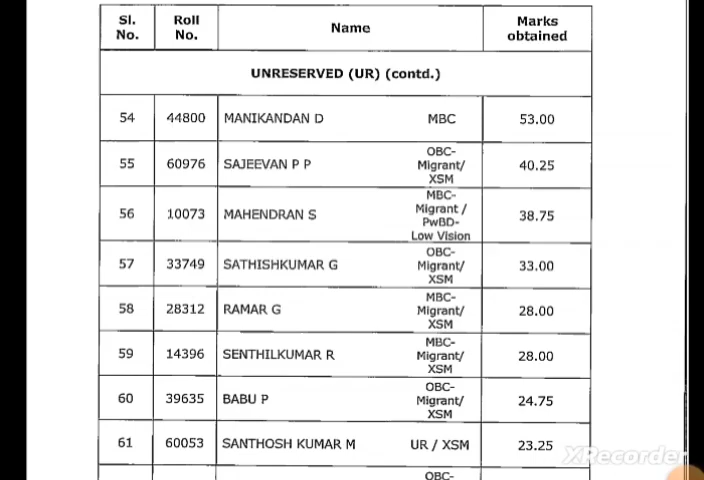 Sl. No. Roll No. Name Marks obtained
UNRESERVED (UR) (contd.)
54 44800 MANIKANDAN D MBC 53.00
55 60976 SAJEEVAN P P OBC-Migrant/XSM 40.25
56 10073 MAHENDRAN S MBC-Migrant / PwBD-Low Vision 38.75
57 33749 SATHISHKUMAR G OBC-Migrant/XSM 33.00
58 28312 RAMAR G MBC-Migrant/XSM 28.00
59 14396 SENTHILKUMAR R MBC-Migrant/XSM 28.00
60 39635 BABU P OBC-Migrant/XSM 24.75
61 60053 SANTHOSH KUMAR M UR / XSM 23.25
OBC-
XRecorder